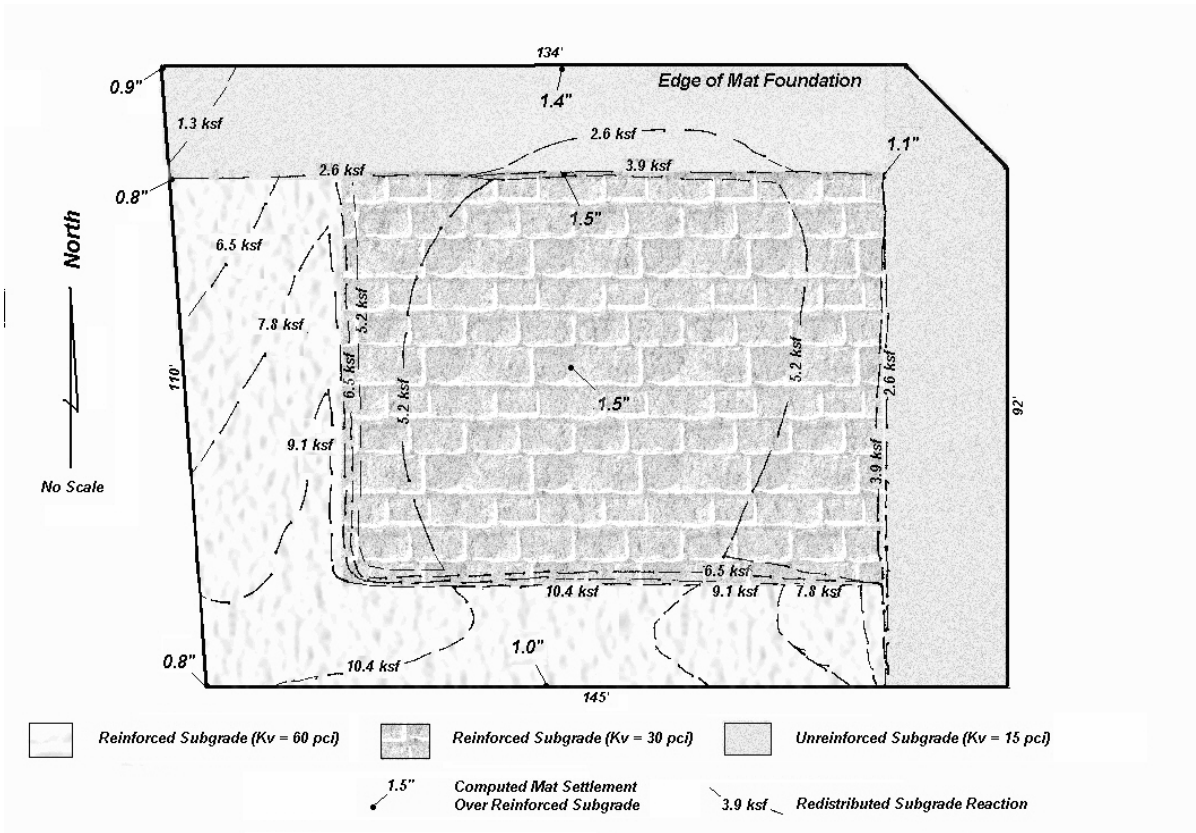 134'
0.9"
Edge of Mat Foundation
1.4"
1.3 ksf
2.6 ksf
1.1"
2.6 ksf
3.9 ksf
0.8"
1.5"
North
6.5 ksf
5.2 ksf
7.8 ksf
6.5 ksf
5.2 ksf
5.2 ksf
2.6 ksf
110'
1.5"
92'
9.1 ksf
3.9 ksf
No Scale
6.5 ksf
10.4 ksf
9.1 ksf
7.8 ksf
1.0"
0.8"
10.4 ksf
145'
Reinforced Subgrade (Kv = 60 pci)
Reinforced Subgrade (Kv = 30 pci)
Unreinforced Subgrade (Kv = 15 pci)
1.5"
Computed Mat Settlement
Over Reinforced Subgrade
3.9 ksf
Redistributed Subgrade Reaction